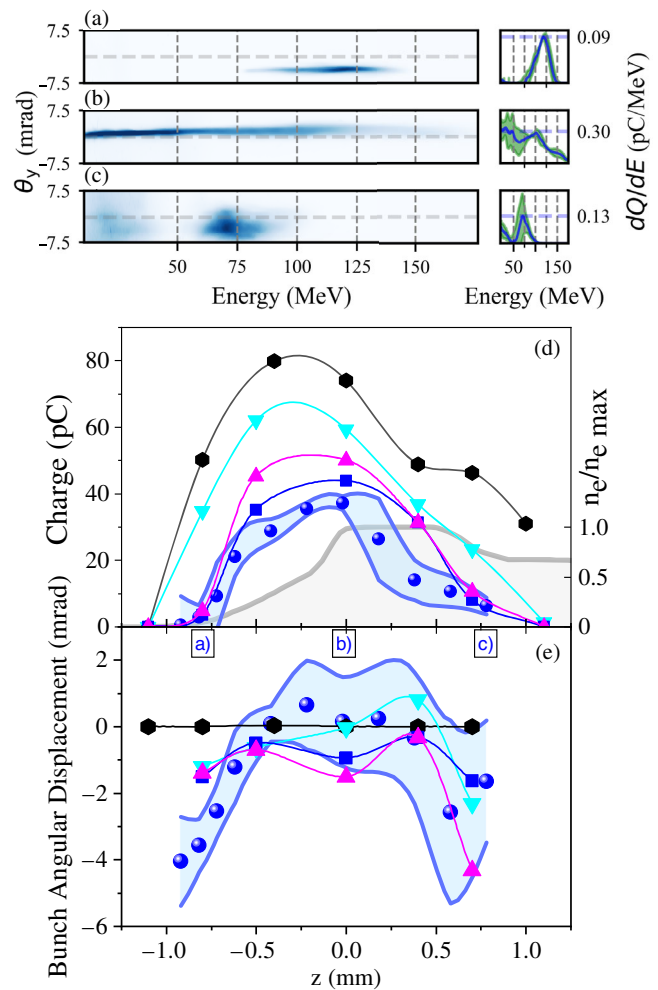 (a)
7.5
−7.5
0.09
(b)
7.5
−7.5
0.30
(c)
7.5
−7.5
0.13
θy (mrad)
dQ/dE (pC/MeV)
50 75 100 125 150
50 150
Energy (MeV)
Energy (MeV)
(d)
80
60
40
20
0
Charge (pC)
1.0
0.5
0
ne/ne max
a) b) c)
(e)
2
0
−2
−4
−6
Bunch Angular Displacement (mrad)
−1.0 −0.5 0.0 0.5 1.0
z (mm)